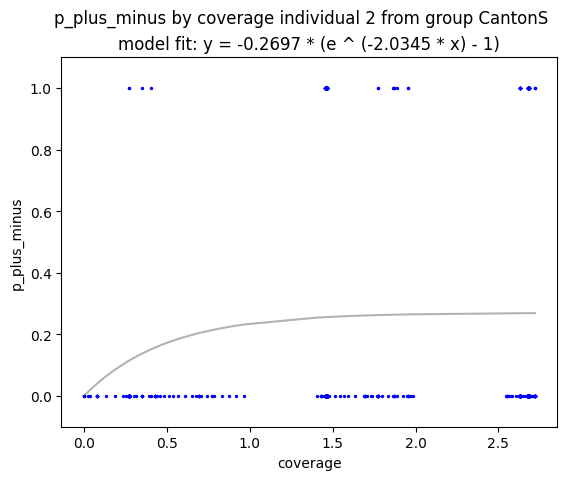 p_plus_minus by coverage individual 2 from group CantonS
model fit: y = -0.2697 * (e ^ (-2.0345 * x) - 1)
1.0
0.8
0.6
0.4
0.2
0.0
p_plus_minus
0.0 0.5 1.0 1.5 2.0 2.5
coverage